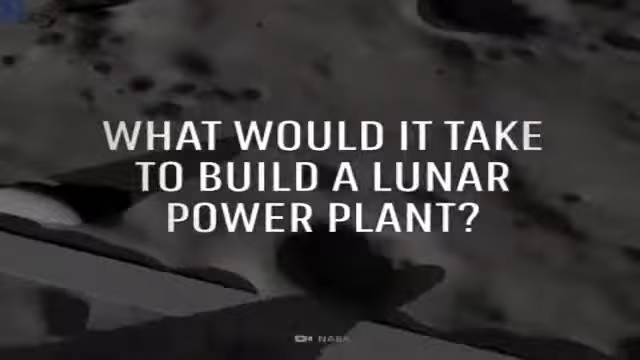 WHAT WOULD IT TAKE
TO BUILD A LUNAR
POWER PLANT?
NASA